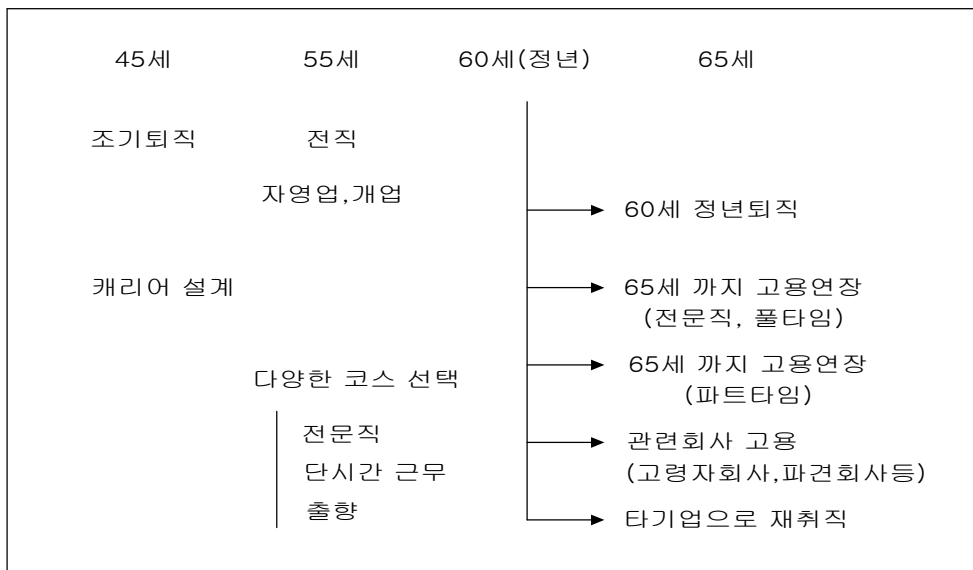 45세 55세 60세(정년) 65세
조기퇴직 전직
자영업,개업
60세 정년퇴직
캐리어 설계 65세 까지 고용연장
(전문직, 풀타임)
다양한 코스 선택 65세 까지 고용연장
(파트타임)
전문직 관련회사 고용
단시간 근무 (고령자회사,파견회사등)
출향 타기업으로 재취직